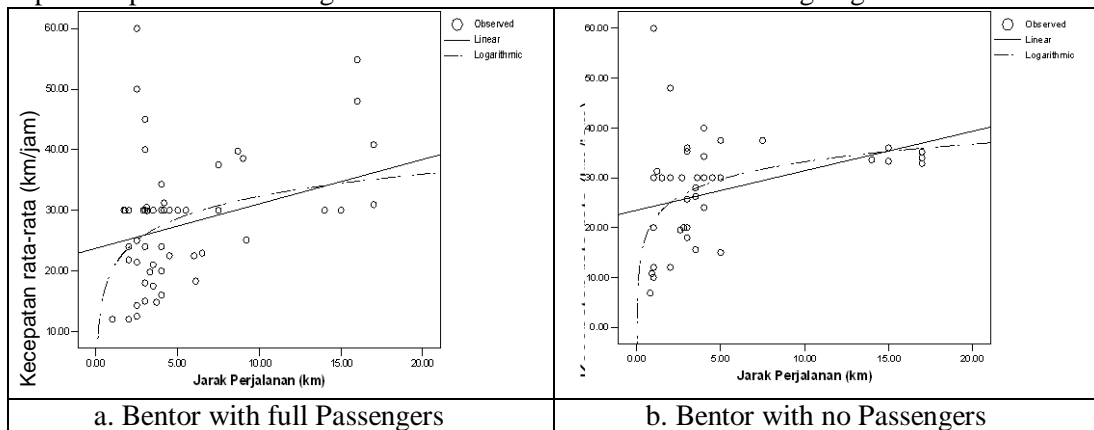 60.00
50.00
40.00
30.00
20.00
10.00
Kecepatan rata-rata (km/jam)
0.00
5.00
10.00
15.00
20.00
Jarak Perjalanan (km)
Observed
Linear
Logarithmic
60.00
50.00
40.00
30.00
20.00
10.00
0.00
0.00
5.00
10.00
15.00
20.00
Jarak Perjalanan (km)
Observed
Linear
Logarithmic
a. Bentor with full Passengers
b. Bentor with no Passengers